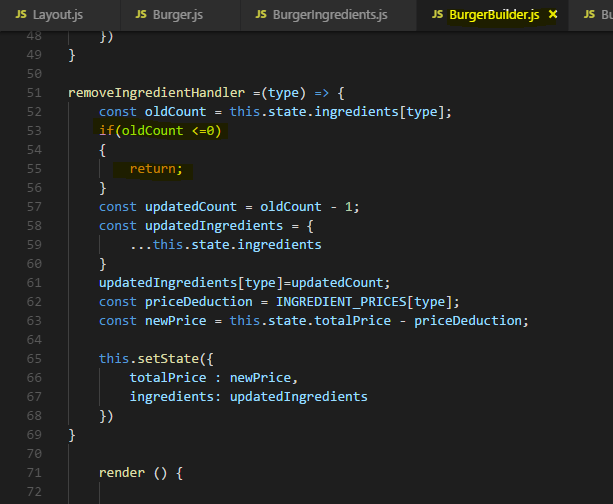 JS Layout.js JS Burger.js JS BurgerIngredients.js JS BurgerBuilder.js × JS Bu
48 })
49 }
50
51 removeIngredientHandler =(type) => {
52 const oldCount = this.state.ingredients[type];
53 if(oldCount <=0)
54 {
55 return;
56 }
57 const updatedCount = oldCount - 1;
58 const updatedIngredients = {
59 ...this.state.ingredients
60 }
61 updatedIngredients[type]=updatedCount;
62 const priceDeduction = INGREDIENT_PRICES[type];
63 const newPrice = this.state.totalPrice - priceDeduction;
64
65 this.setState({
66 totalPrice : newPrice,
67 ingredients: updatedIngredients
68 })
69 }
70
71 render () {
72